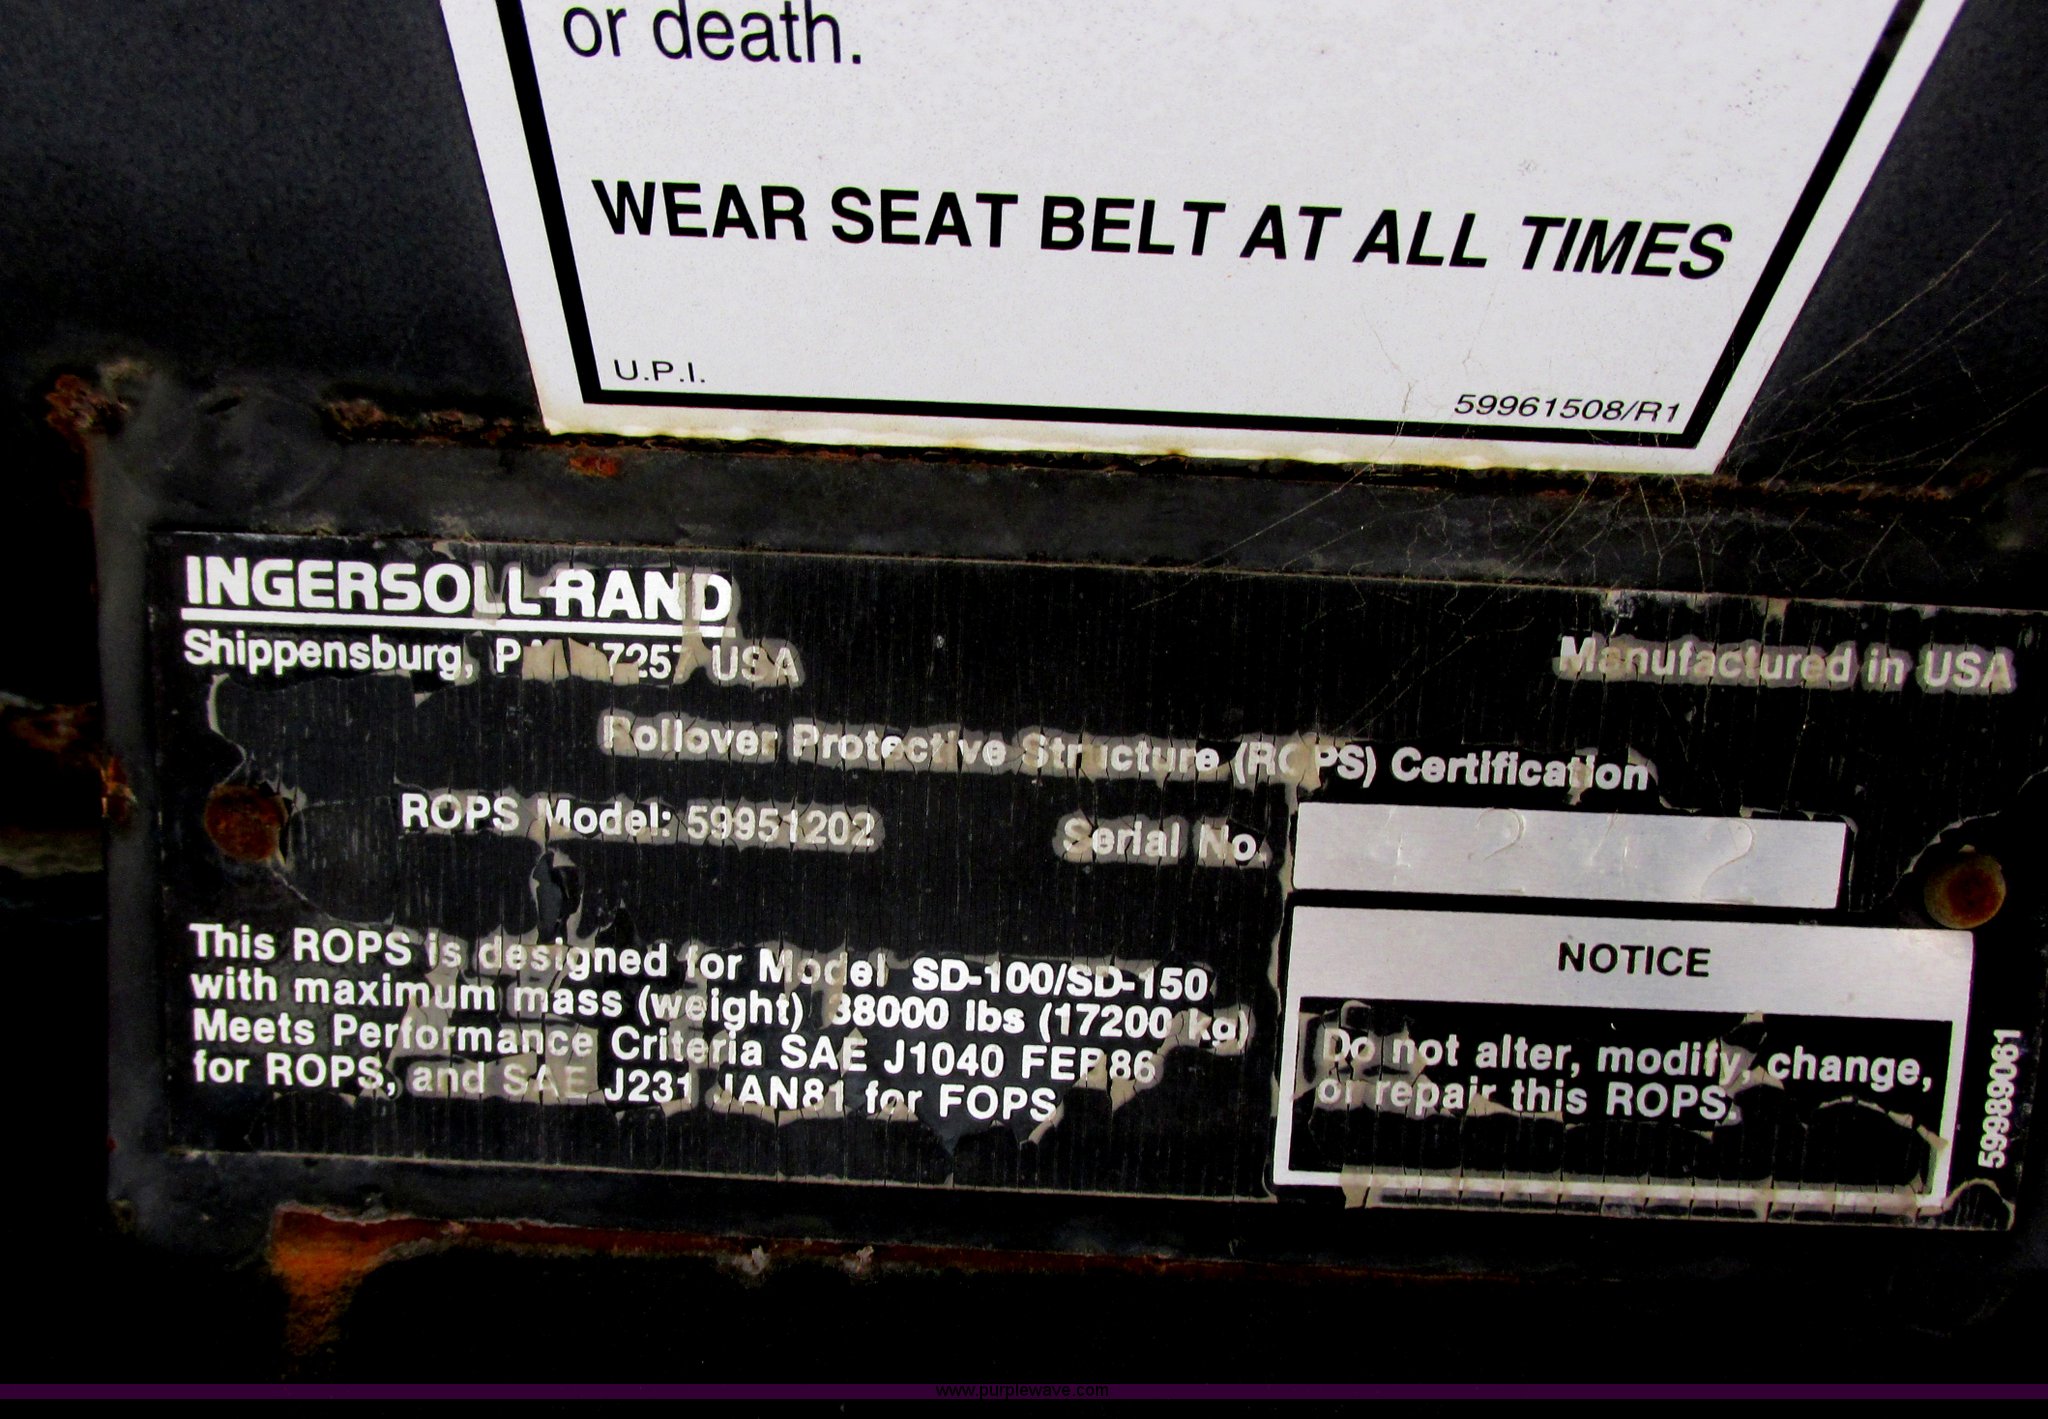 or death.
WEAR SEAT BELT AT ALL TIMES
U.P.I.
59961508/R1
INGERSOLL-RAND
Shippensburg, PA 17257 USA
Manufactured in USA
Rollover Protective Structure (ROPS) Certification
ROPS Model: 59951202
Serial No. 1242
This ROPS is designed for Model SD-100/SD-150
with maximum mass (weight) 38000 lbs (17200 kg)
Meets Performance Criteria SAE J1040 FEB86
for ROPS, and SAE J231 JAN81 for FOPS
NOTICE
Do not alter, modify, change,
or repair this ROPS.
59989061
www.purplewave.com